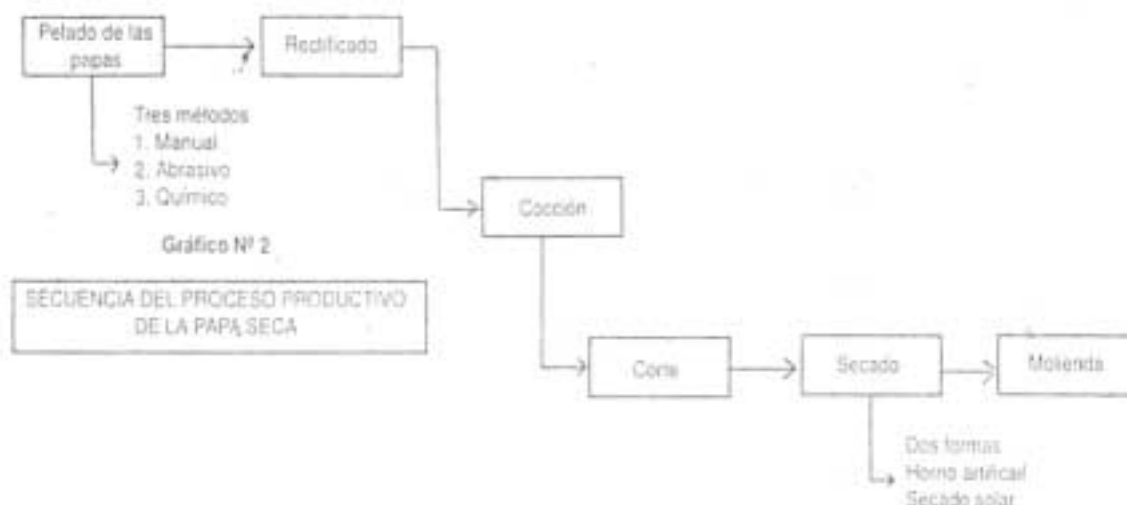 Pelado de las
papas
Rectificado
Tres métodos
1. Manual
2. Abrasivo
3. Químico
Cocción
Gráfico Nº 2
SECUENCIA DEL PROCESO PRODUCTIVO
DE LA PAPA SECA
Corte
Secado
Molienda
Dos formas
Horno artificial
Secado solar